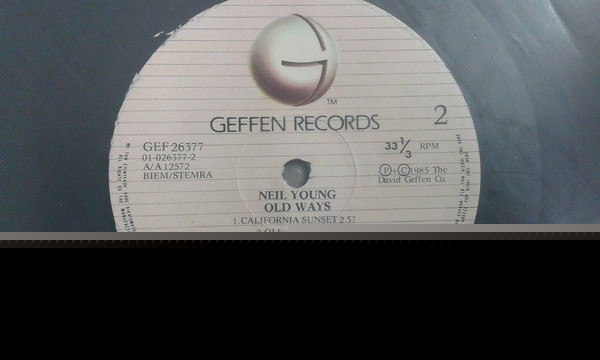 TM
GEFFEN RECORDS
2
GEF 26377
01-026377-2
A/A 12572
BIEM/STEMRA
33 1/3 RPM
Ⓟ+Ⓒ1985 The
David Geffen Co.
NEIL YOUNG
OLD WAYS
1. CALIFORNIA SUNSET 2.57